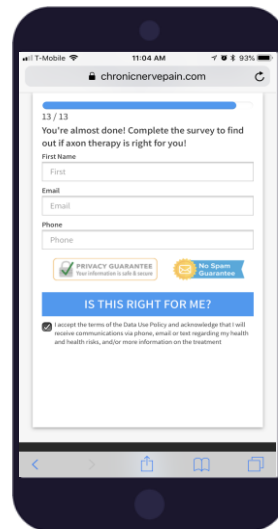 T-Mobile 11:04 AM 93%
chronicnervepain.com
13 / 13
You're almost done! Complete the survey to find
out if axon therapy is right for you!
First Name
First
Email
Email
Phone
Phone
PRIVACY GUARANTEE
Your information is safe & secure
No Spam
Guarantee
IS THIS RIGHT FOR ME?
I accept the terms of the Data Use Policy and acknowledge that I will
receive communications via phone, email or text regarding my health
and health risks, and/or more information on the treatment